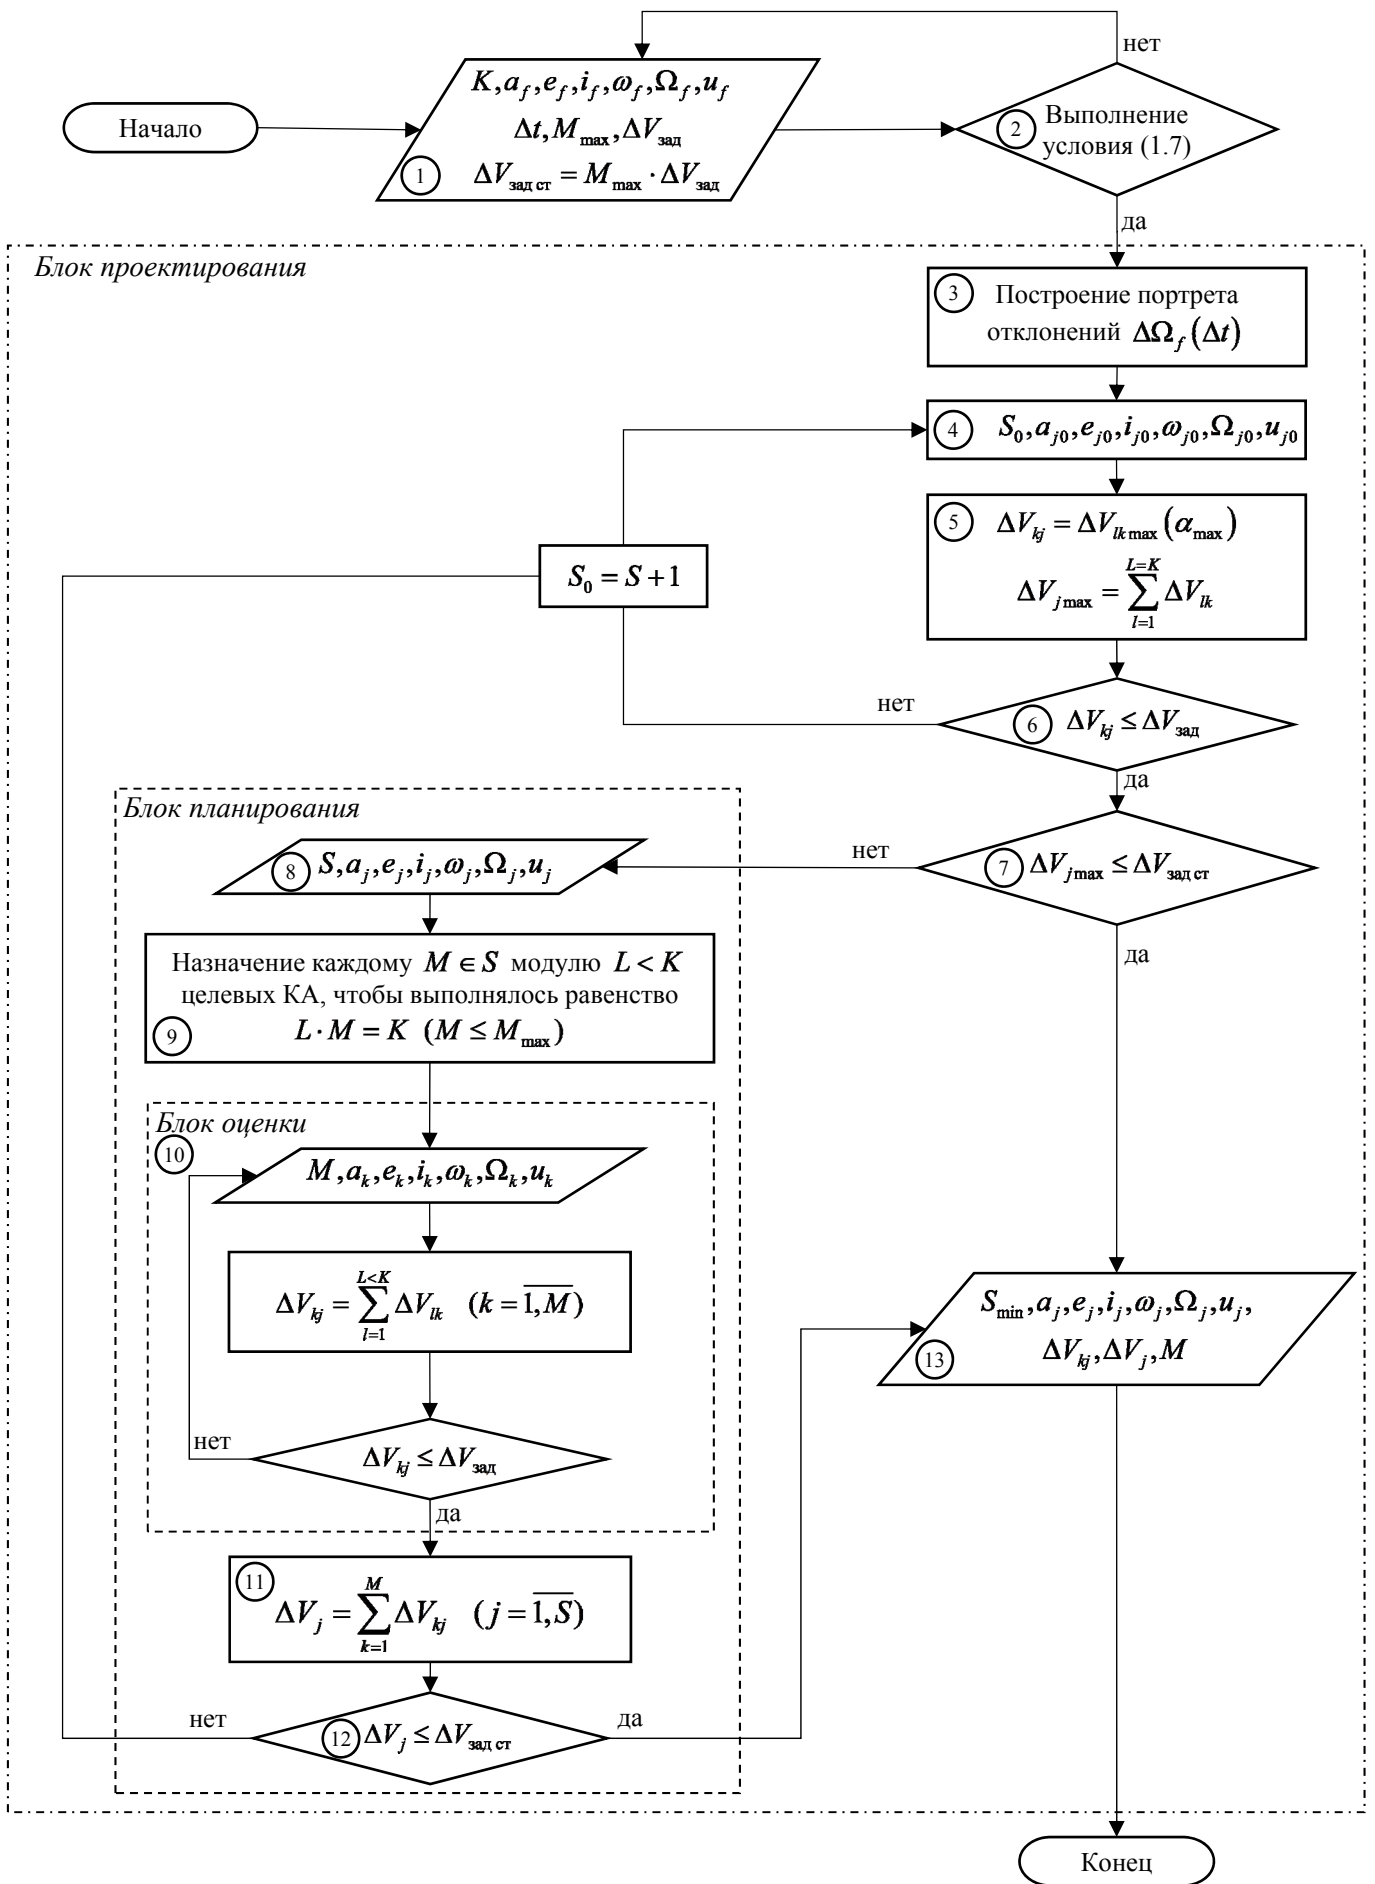 нет
Начало
K, a_f, e_f, i_f, ω_f, Ω_f, u_f
Δt, M_max, ΔV_зад
1 ΔV_зад ст = M_max · ΔV_зад
2 Выполнение
условия (1.7)
да
Блок проектирования
3 Построение портрета
отклонений ΔΩ_f(Δt)
4 S_0, a_j0, e_j0, i_j0, ω_j0, Ω_j0, u_j0
5 ΔV_kj = ΔV_lk max(α_max)
ΔV_j max = ∑_{l=1}^{L=K} ΔV_lk
S_0 = S + 1
нет
6 ΔV_kj ≤ ΔV_зад
да
Блок планирования
8 S, a_j, e_j, i_j, ω_j, Ω_j, u_j
нет
7 ΔV_j max ≤ ΔV_зад ст
да
Назначение каждому M ∈ S модулю L < K
целевых КА, чтобы выполнялось равенство
9 L · M = K (M ≤ M_max)
Блок оценки
10
M, a_k, e_k, i_k, ω_k, Ω_k, u_k
ΔV_kj = ∑_{l=1}^{L<K} ΔV_lk (k = \overline{1, M})
нет
ΔV_kj ≤ ΔV_зад
да
11
ΔV_j = ∑_{k=1}^{M} ΔV_kj (j = \overline{1, S})
нет
12 ΔV_j ≤ ΔV_зад ст
да
S_min, a_j, e_j, i_j, ω_j, Ω_j, u_j,
13 ΔV_kj, ΔV_j, M
Конец